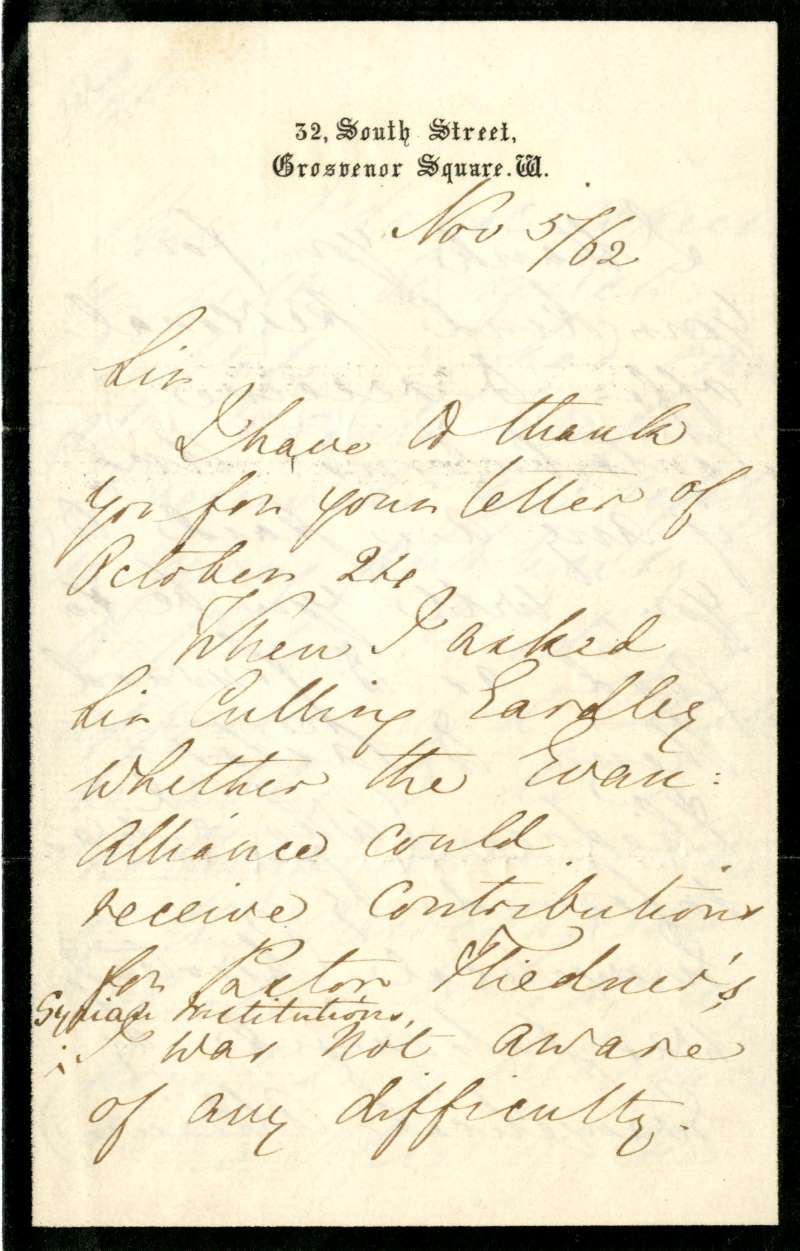 32, South Street,
Grosvenor Square. W.
Nov 5/62
Sir
I have to thank
you for your letter of
October 24.
When I asked
Sir Culling Eardley
whether the Evan:
Alliance could
receive contributions
for Pastor Fliedner's
Syrian Institutions,
I was not aware
of any difficulty.